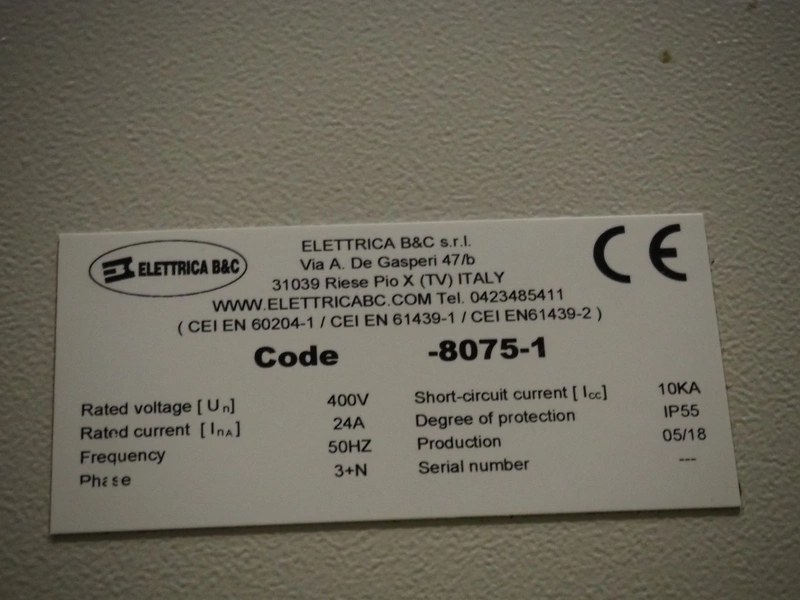 ELETTRICA B&C
ELETTRICA B&C s.r.l.
Via A. De Gasperi 47/b
31039 Riese Pio X (TV) ITALY
WWW.ELETTRICABC.COM Tel. 0423485411
( CEI EN 60204-1 / CEI EN 61439-1 / CEI EN61439-2 )
CE
Code -8075-1
Rated voltage [ Un] 400V
Rated current [ InA ] 24A
Frequency 50HZ
Phase 3+N
Short-circuit current [ Icc] 10KA
Degree of protection IP55
Production 05/18
Serial number ---